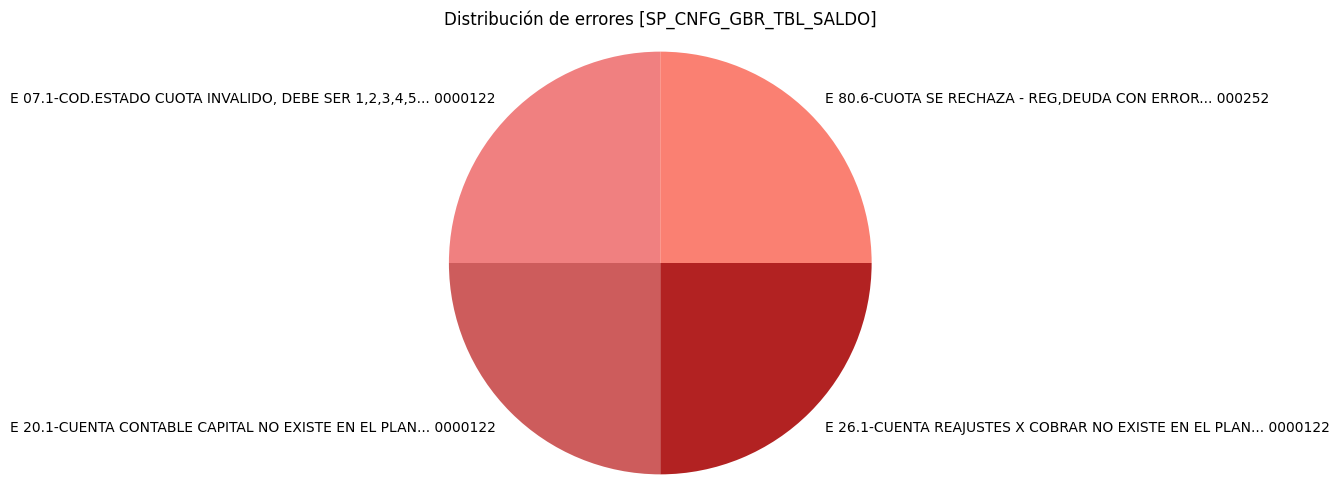 Distribución de errores [SP_CNFG_GBR_TBL_SALDO]
E 07.1-COD.ESTADO CUOTA INVALIDO, DEBE SER 1,2,3,4,5... 0000122
E 80.6-CUOTA SE RECHAZA - REG,DEUDA CON ERROR... 000252
E 20.1-CUENTA CONTABLE CAPITAL NO EXISTE EN EL PLAN... 0000122
E 26.1-CUENTA REAJUSTES X COBRAR NO EXISTE EN EL PLAN... 0000122